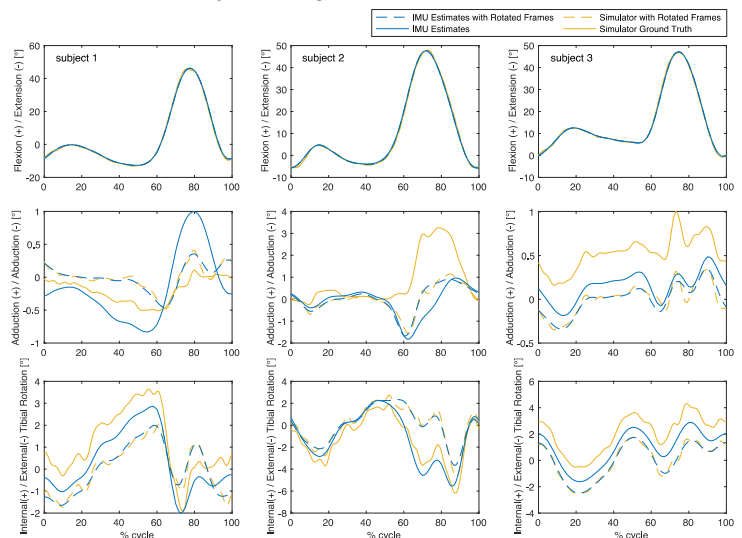 IMU Estimates with Rotated Frames
Simulator with Rotated Frames
IMU Estimates
Simulator Ground Truth
Flexion (+) / Extension (-) [°]
60
40
20
0
-20
subject 1
0 20 40 60 80 100
60
50
40
30
20
10
0
-10
subject 2
0 20 40 60 80 100
50
40
30
20
10
0
-10
subject 3
0 20 40 60 80 100
Flexion (+) / Extension (-) [°]
Flexion (+) / Extension (-) [°]
Adduction (+) / Abduction (-) [°]
1
0.5
0
-0.5
-1
0 20 40 60 80 100
Adduction (+) / Abduction (-) [°]
4
3
2
1
0
-1
-2
0 20 40 60 80 100
Adduction (+) / Abduction (-) [°]
1
0.5
0
-0.5
0 20 40 60 80 100
Internal(+) / External(-) Tibial Rotation [°]
4
3
2
1
0
-1
-2
0 20 40 60 80 100
% cycle
Internal(+) / External(-) Tibial Rotation [°]
4
2
0
-2
-4
-6
-8
0 20 40 60 80 100
% cycle
Internal(+) / External(-) Tibial Rotation [°]
6
4
2
0
-2
-4
0 20 40 60 80 100
% cycle